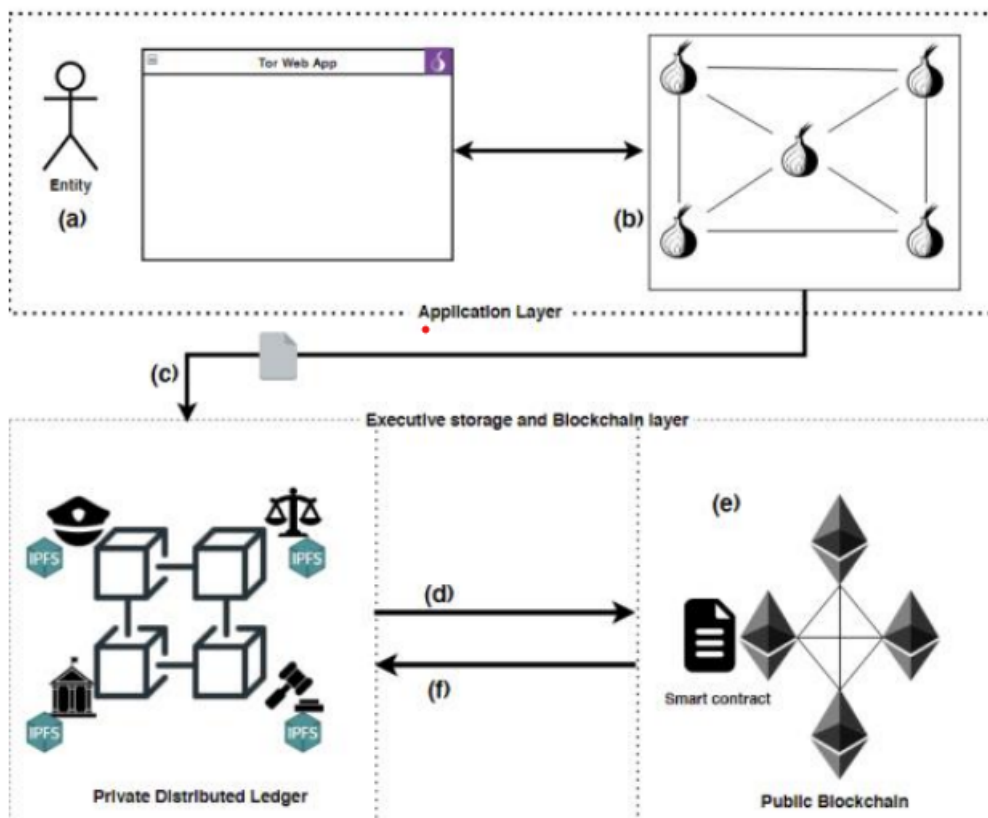 Tor Web App
Entity
(a)
(b)
Application Layer
(c)
Executive storage and Blockchain layer
(e)
IPFS
IPFS
(d)
(f)
Smart contract
IPFS
IPFS
Private Distributed Ledger
Public Blockchain